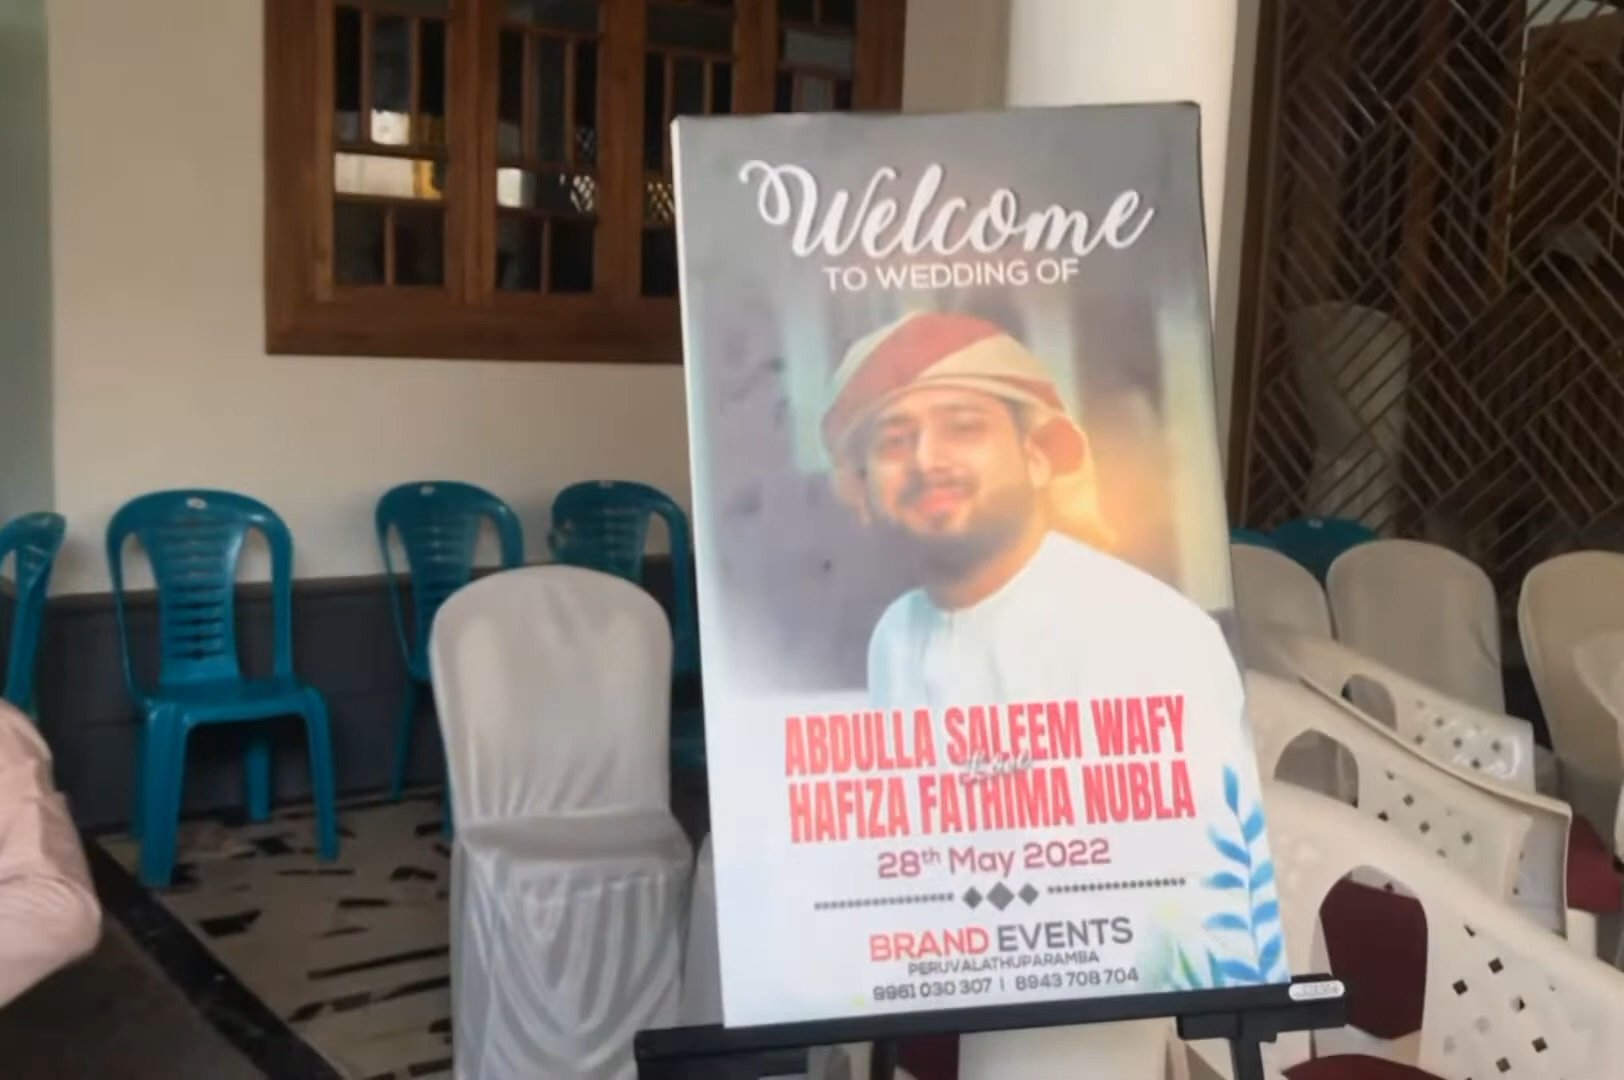 Welcome
TO WEDDING OF
ABDULLA SALEEM WAFY
HAFIZA FATHIMA NUBLA
28th May 2022
BRAND EVENTS
PERUVALATHUPARAMBA
9961 030 307 | 8943 708 704